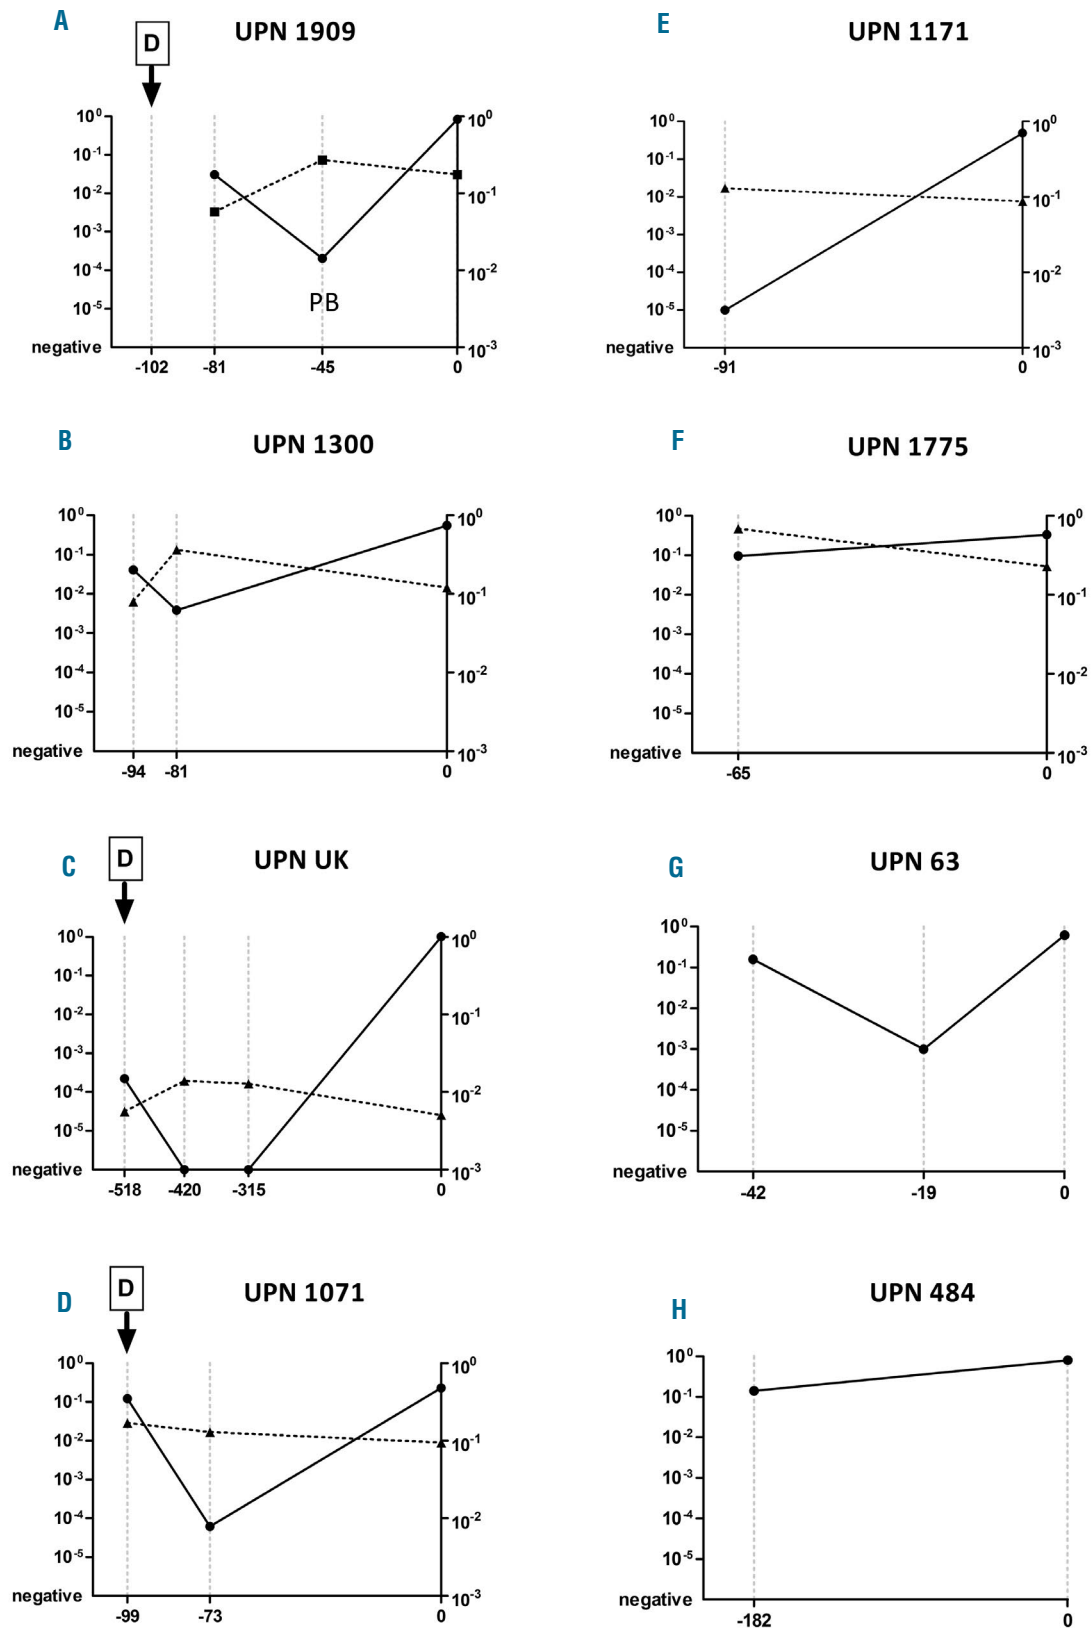 A
UPN 1909
D
10^0
10^-1
10^-2
10^-3
10^-4
10^-5
negative
10^0
10^-1
10^-2
10^-3
PB
-102 -81 -45 0
E
UPN 1171
10^0
10^-1
10^-2
10^-3
10^-4
10^-5
negative
10^0
10^-1
10^-2
10^-3
-91 0
B
UPN 1300
10^0
10^-1
10^-2
10^-3
10^-4
10^-5
negative
10^0
10^-1
10^-2
10^-3
-94 -81 0
F
UPN 1775
10^0
10^-1
10^-2
10^-3
10^-4
10^-5
negative
10^0
10^-1
10^-2
10^-3
-65 0
C
UPN UK
D
10^0
10^-1
10^-2
10^-3
10^-4
10^-5
negative
10^0
10^-1
10^-2
10^-3
-518 -420 -315 0
G
UPN 63
10^0
10^-1
10^-2
10^-3
10^-4
10^-5
negative
-42 -19 0
D
UPN 1071
D
10^0
10^-1
10^-2
10^-3
10^-4
10^-5
negative
10^0
10^-1
10^-2
10^-3
-99 -73 0
H
UPN 484
10^0
10^-1
10^-2
10^-3
10^-4
10^-5
negative
-182 0